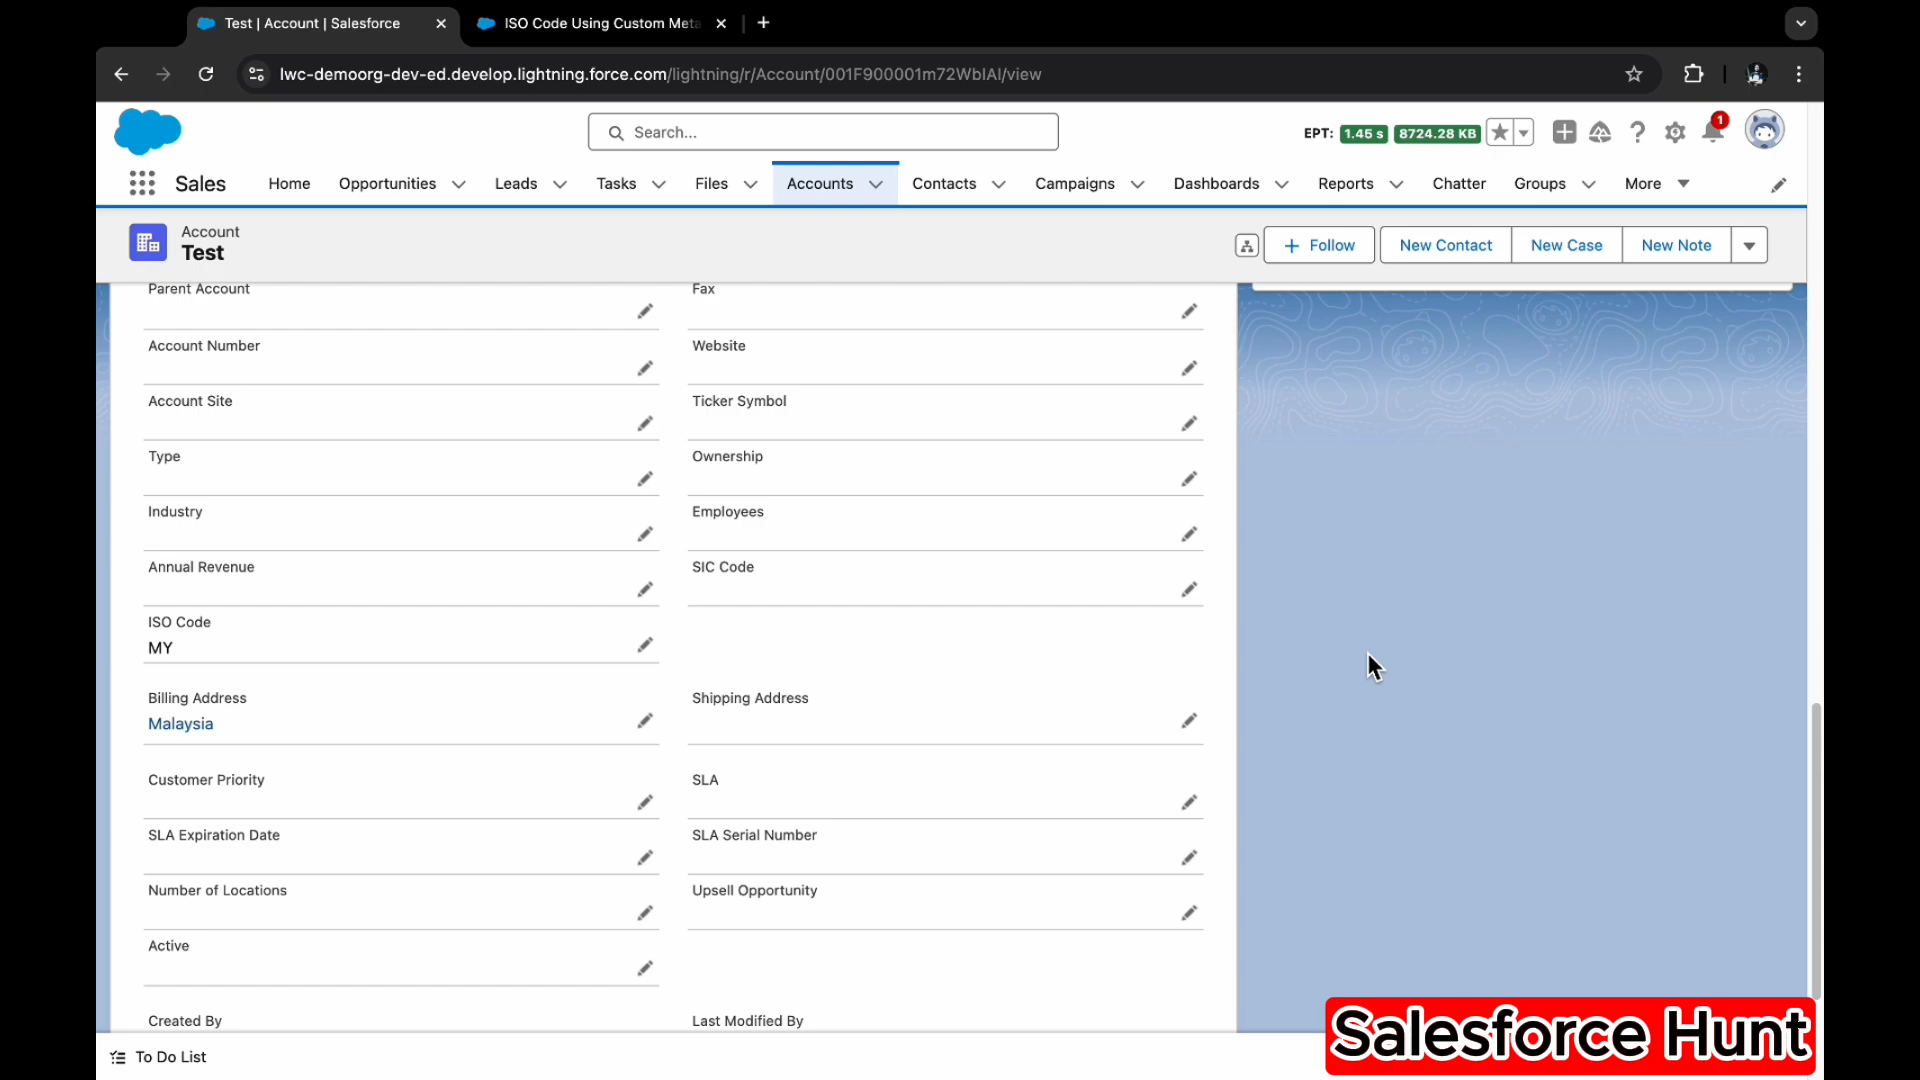 Test | Account | Salesforce
ISO Code Using Custom Meta
lwc-demoorg-dev-ed.develop.lightning.force.com/lightning/r/Account/001F900001m72WbIAI/view
Search...
EPT: 1.45 s 8724.28 KB
1
Sales Home Opportunities Leads Tasks Files Accounts Contacts Campaigns Dashboards Reports Chatter Groups More
Account
Test
Follow New Contact New Case New Note
Parent Account Fax
Account Number Website
Account Site Ticker Symbol
Type Ownership
Industry Employees
Annual Revenue SIC Code
ISO Code
MY
Billing Address Shipping Address
Malaysia
Customer Priority SLA
SLA Expiration Date SLA Serial Number
Number of Locations Upsell Opportunity
Active
Created By Last Modified By
To Do List
Salesforce Hunt